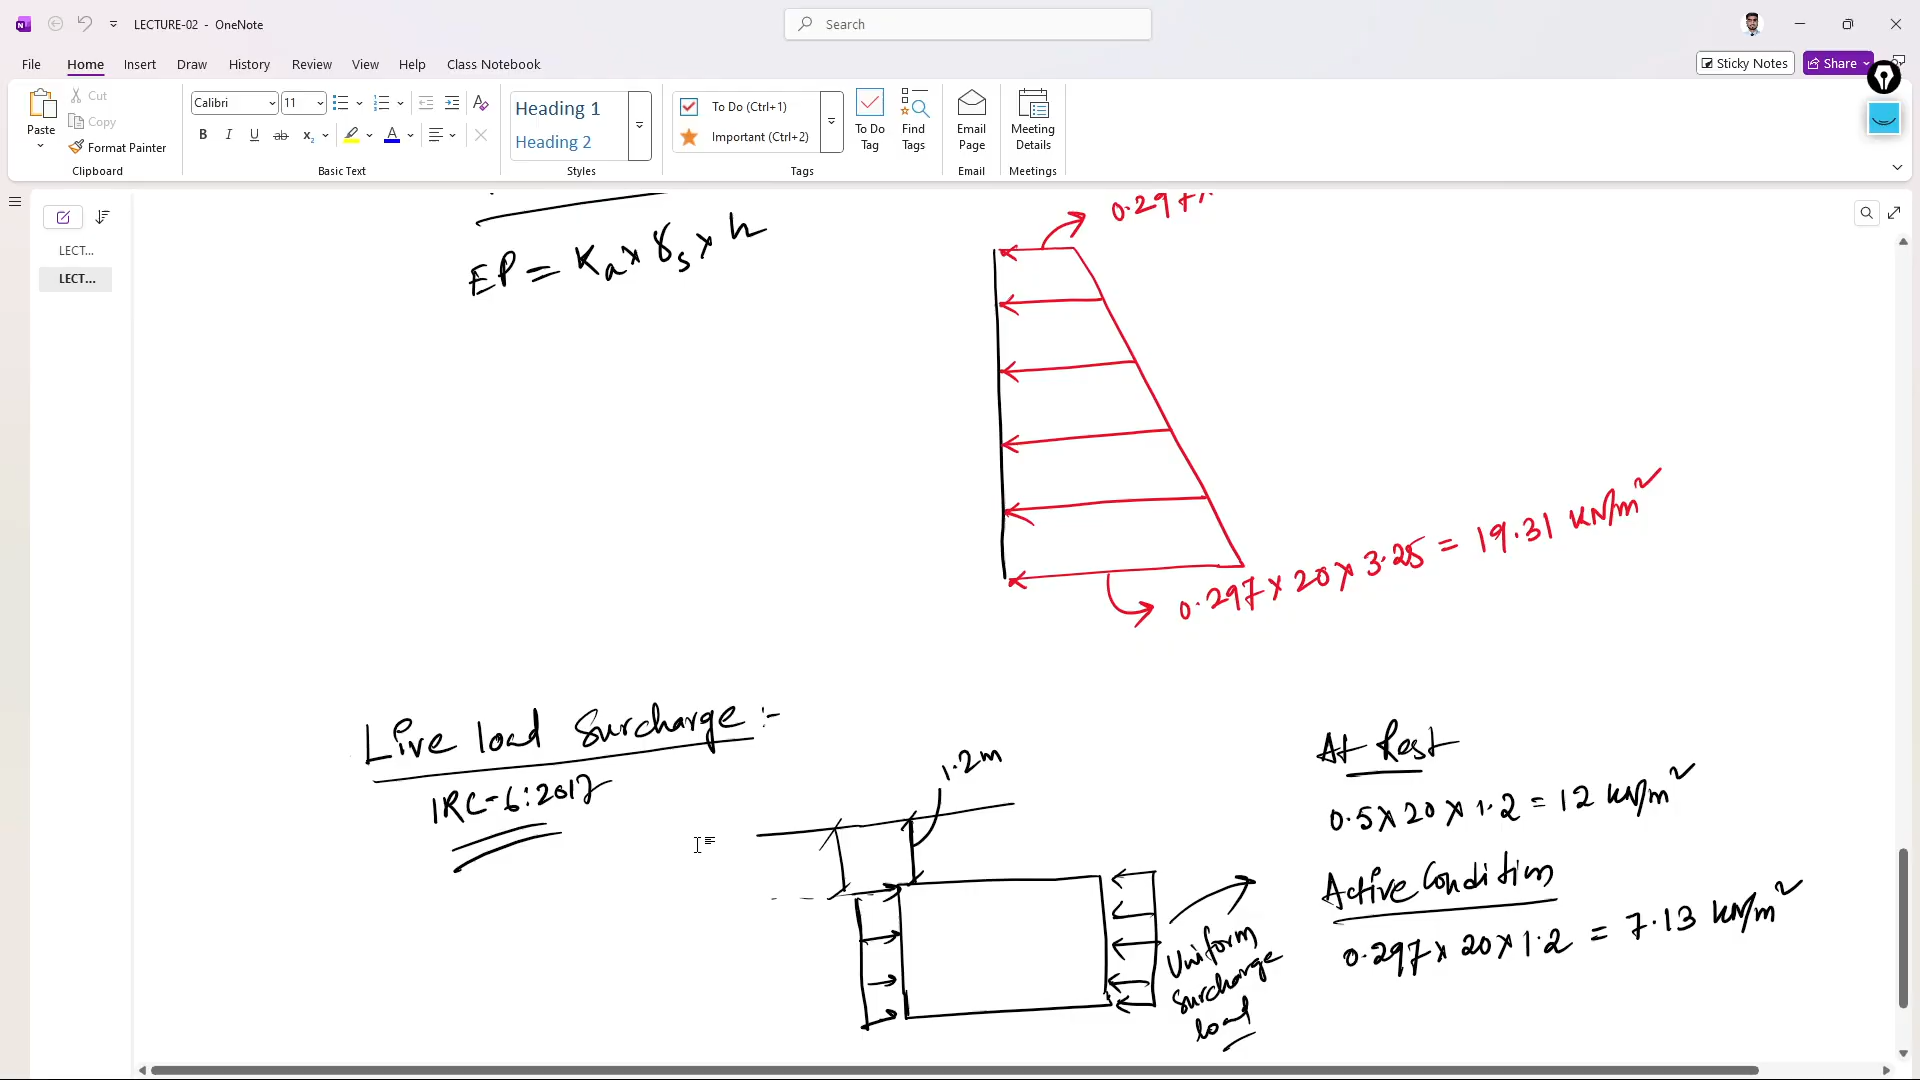 LECTURE-02 - OneNote
Search
File Home Insert Draw History Review View Help Class Notebook
Sticky Notes Share
Paste
Cut
Copy
Format Painter
Clipboard
Calibri 11
B I U ab x₂ A
Basic Text
Heading 1
Heading 2
Styles
To Do (Ctrl+1)
Important (Ctrl+2)
To Do
Tag
Find
Tags
Tags
Email
Page
Email
Meeting
Details
Meetings
LECT...
LECT...
EP = Ka × γs × h
0.297×20×3.25 = 19.31 kN/m²
Live load Surcharge :-
IRC-6:2017
1.2m
Uniform
Surcharge
load
At Rest
0.5×20×1.2 = 12 kN/m²
Active Condition
0.297×20×1.2 = 7.13 kN/m²